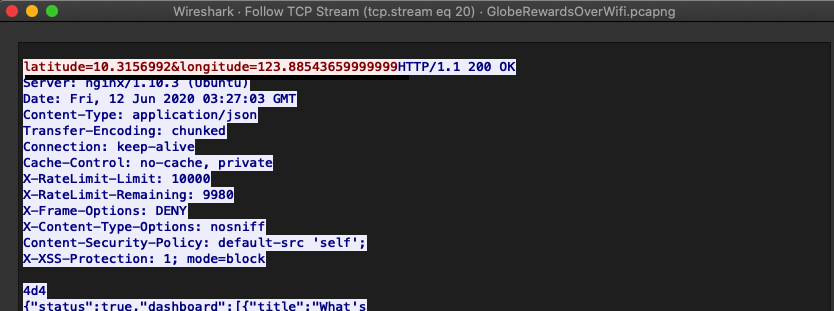 Wireshark · Follow TCP Stream (tcp.stream eq 20) · GlobeRewardsOverWifi.pcapng
latitude=10.3156992&longitude=123.88543659999999HTTP/1.1 200 OK
Server: nginx/1.10.3 (Ubuntu)
Date: Fri, 12 Jun 2020 03:27:03 GMT
Content-Type: application/json
Transfer-Encoding: chunked
Connection: keep-alive
Cache-Control: no-cache, private
X-RateLimit-Limit: 10000
X-RateLimit-Remaining: 9980
X-Frame-Options: DENY
X-Content-Type-Options: nosniff
Content-Security-Policy: default-src 'self';
X-XSS-Protection: 1; mode=block
4d4
{"status":true,"dashboard":[{"title":"What's